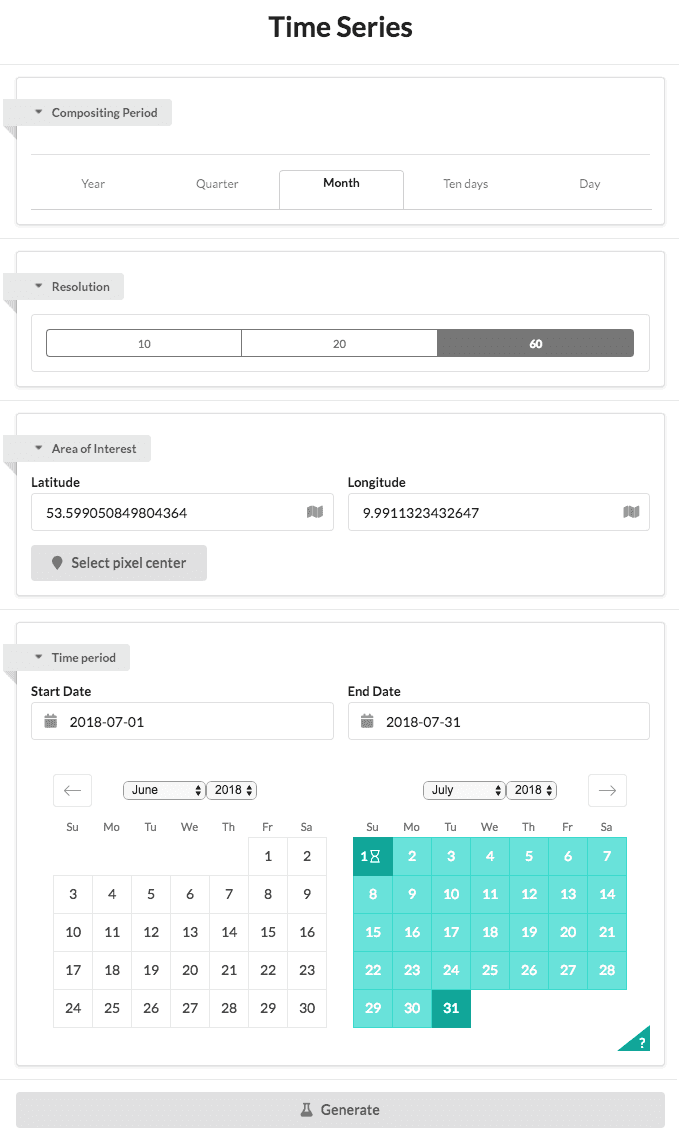 Time Series
Compositing Period
Year Quarter Month Ten days Day
Resolution
10 20 60
Area of Interest
Latitude Longitude
53.599050849804364 9.9911323432647
Select pixel center
Time period
Start Date End Date
2018-07-01 2018-07-31
June 2018 July 2018
Su Mo Tu We Th Fr Sa Su Mo Tu We Th Fr Sa
1 2 1 2 3 4 5 6 7
3 4 5 6 7 8 9 8 9 10 11 12 13 14
10 11 12 13 14 15 16 15 16 17 18 19 20 21
17 18 19 20 21 22 23 22 23 24 25 26 27 28
24 25 26 27 28 29 30 29 30 31
?
Generate